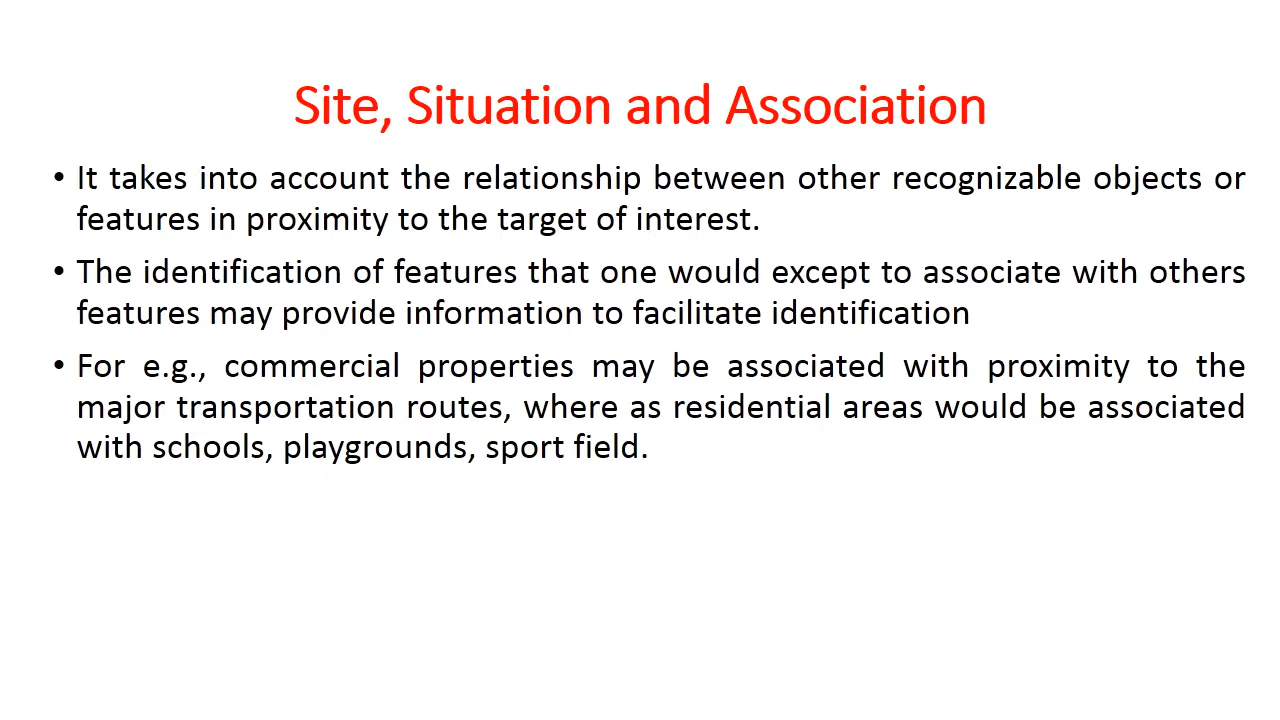 Site, Situation and Association
• It takes into account the relationship between other recognizable objects or
features in proximity to the target of interest.
• The identification of features that one would except to associate with others
features may provide information to facilitate identification
• For e.g., commercial properties may be associated with proximity to the
major transportation routes, where as residential areas would be associated
with schools, playgrounds, sport field.